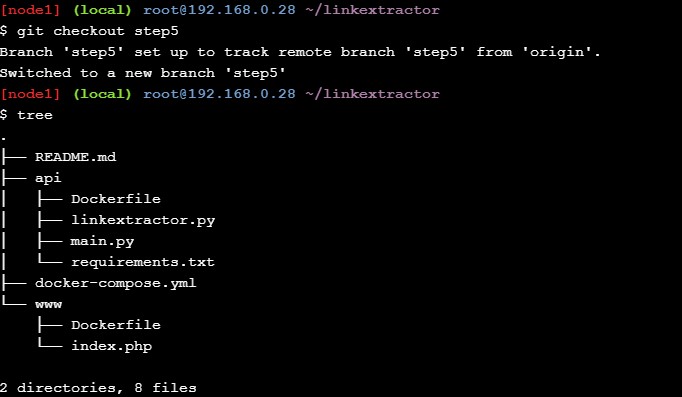 [node1] (local) root@192.168.0.28 ~/linkextractor
$ git checkout step5
Branch 'step5' set up to track remote branch 'step5' from 'origin'.
Switched to a new branch 'step5'
[node1] (local) root@192.168.0.28 ~/linkextractor
$ tree
.
├── README.md
├── api
│   ├── Dockerfile
│   ├── linkextractor.py
│   ├── main.py
│   └── requirements.txt
├── docker-compose.yml
└── www
    ├── Dockerfile
    └── index.php

2 directories, 8 files